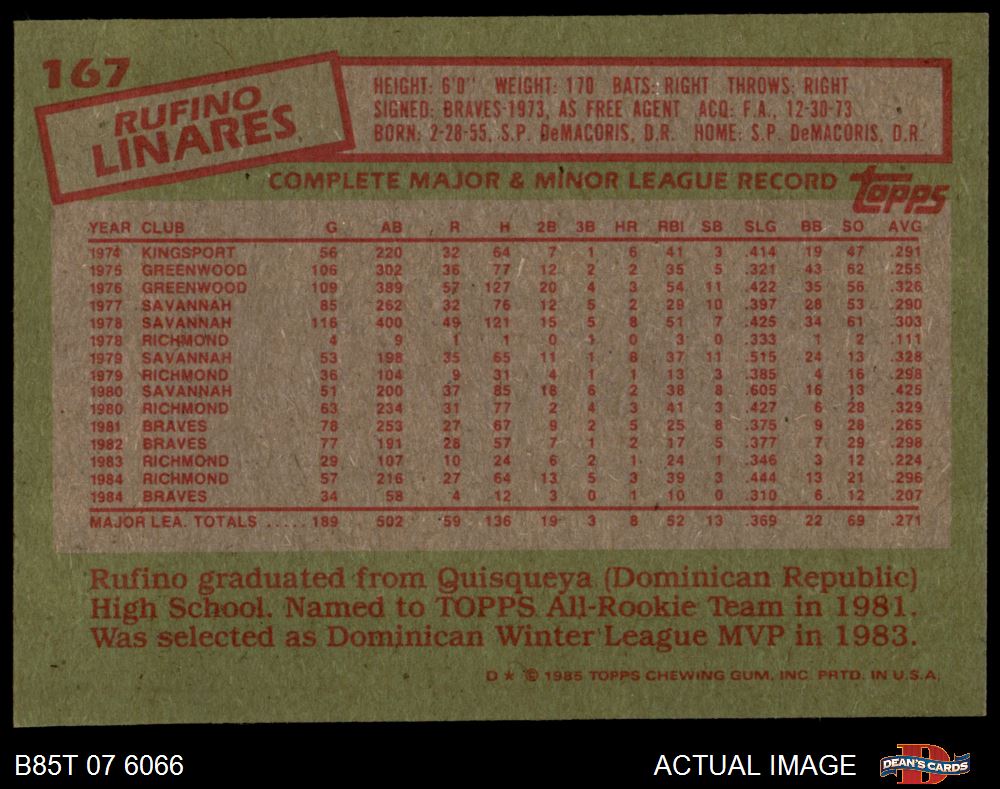 167
RUFINO
LINARES
HEIGHT: 6'0" WEIGHT: 170 BATS: RIGHT THROWS: RIGHT
SIGNED: BRAVES-1973, AS FREE AGENT ACQ: F.A., 12-30-73
BORN: 2-28-55, S.P. DeMACORIS, D.R. HOME: S.P. DeMACORIS, D.R.
COMPLETE MAJOR & MINOR LEAGUE RECORD topps
YEAR CLUB G AB R H 2B 3B HR RBI SB SLG BB SO AVG
1974 KINGSPORT 56 220 32 64 7 1 6 41 3 .414 19 47 .291
1975 GREENWOOD 106 302 36 77 12 2 2 35 5 .321 43 62 .255
1976 GREENWOOD 109 389 57 127 20 4 3 54 11 .422 35 56 .326
1977 SAVANNAH 85 262 32 76 12 5 2 29 10 .397 28 53 .290
1978 SAVANNAH 116 400 49 121 15 5 8 51 7 .425 34 61 .303
1978 RICHMOND 4 9 1 1 0 1 0 3 0 .333 1 2 .111
1979 SAVANNAH 53 198 35 65 11 1 8 37 11 .515 24 13 .328
1979 RICHMOND 36 104 9 31 4 1 1 13 3 .385 4 16 .298
1980 SAVANNAH 51 200 37 85 18 6 2 38 8 .605 16 13 .425
1980 RICHMOND 63 234 31 77 2 4 3 41 3 .427 6 28 .329
1981 BRAVES 78 253 27 67 9 2 5 25 8 .375 9 28 .265
1982 BRAVES 77 191 28 57 7 1 2 17 5 .377 7 29 .298
1983 RICHMOND 29 107 10 24 6 2 1 24 1 .346 3 12 .224
1984 RICHMOND 57 216 27 64 13 5 3 39 3 .444 13 21 .296
1984 BRAVES 34 58 4 12 3 0 1 10 0 .310 6 12 .207
MAJOR LEA. TOTALS ..... 189 502 59 136 19 3 8 52 13 .369 22 69 .271
Rufino graduated from Quisqueya (Dominican Republic)
High School. Named to TOPPS All-Rookie Team in 1981.
Was selected as Dominican Winter League MVP in 1983.
D★ © 1985 TOPPS CHEWING GUM, INC. PRTD. IN U.S.A.
B85T 07 6066 ACTUAL IMAGE DEAN'S CARDS